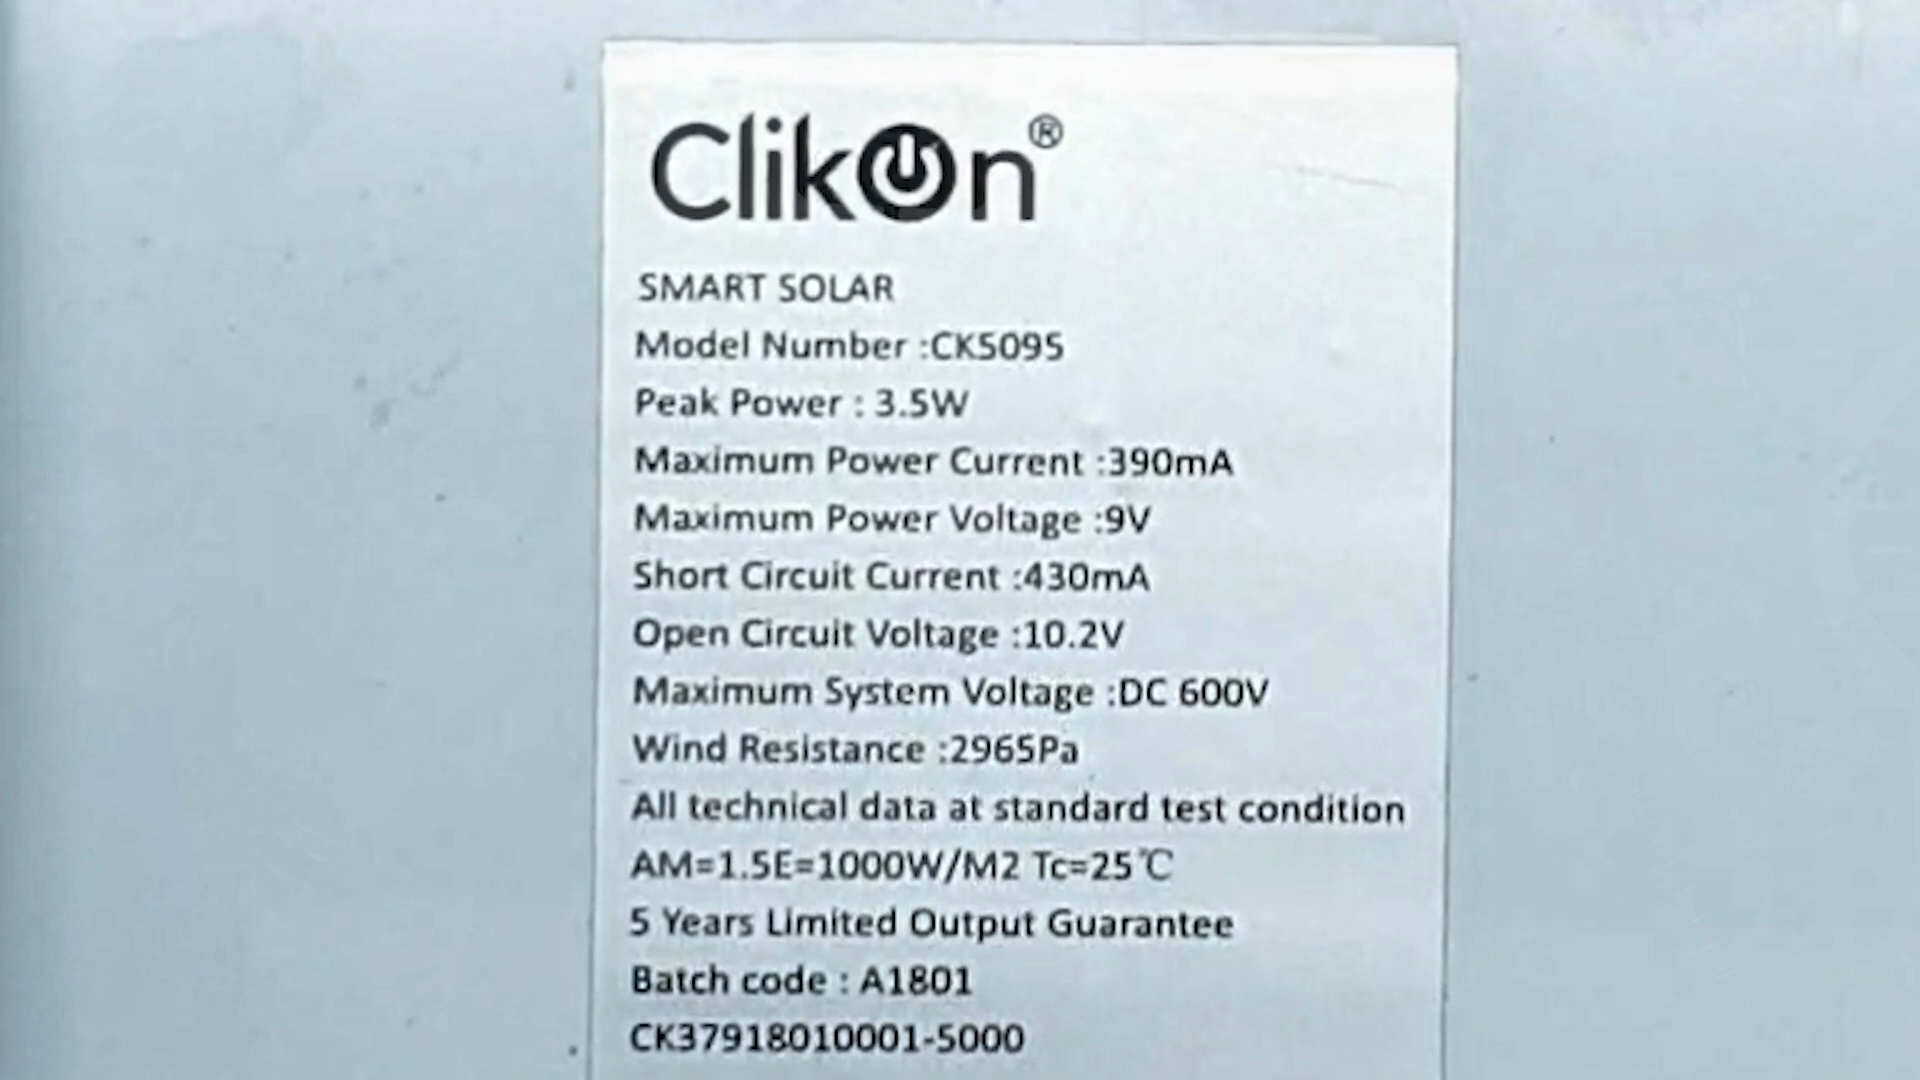 ClikOn®
SMART SOLAR
Model Number :CK5095
Peak Power : 3.5W
Maximum Power Current :390mA
Maximum Power Voltage :9V
Short Circuit Current :430mA
Open Circuit Voltage :10.2V
Maximum System Voltage :DC 600V
Wind Resistance :2965Pa
All technical data at standard test condition
AM=1.5E=1000W/M2 Tc=25℃
5 Years Limited Output Guarantee
Batch code : A1801
CK37918010001-5000